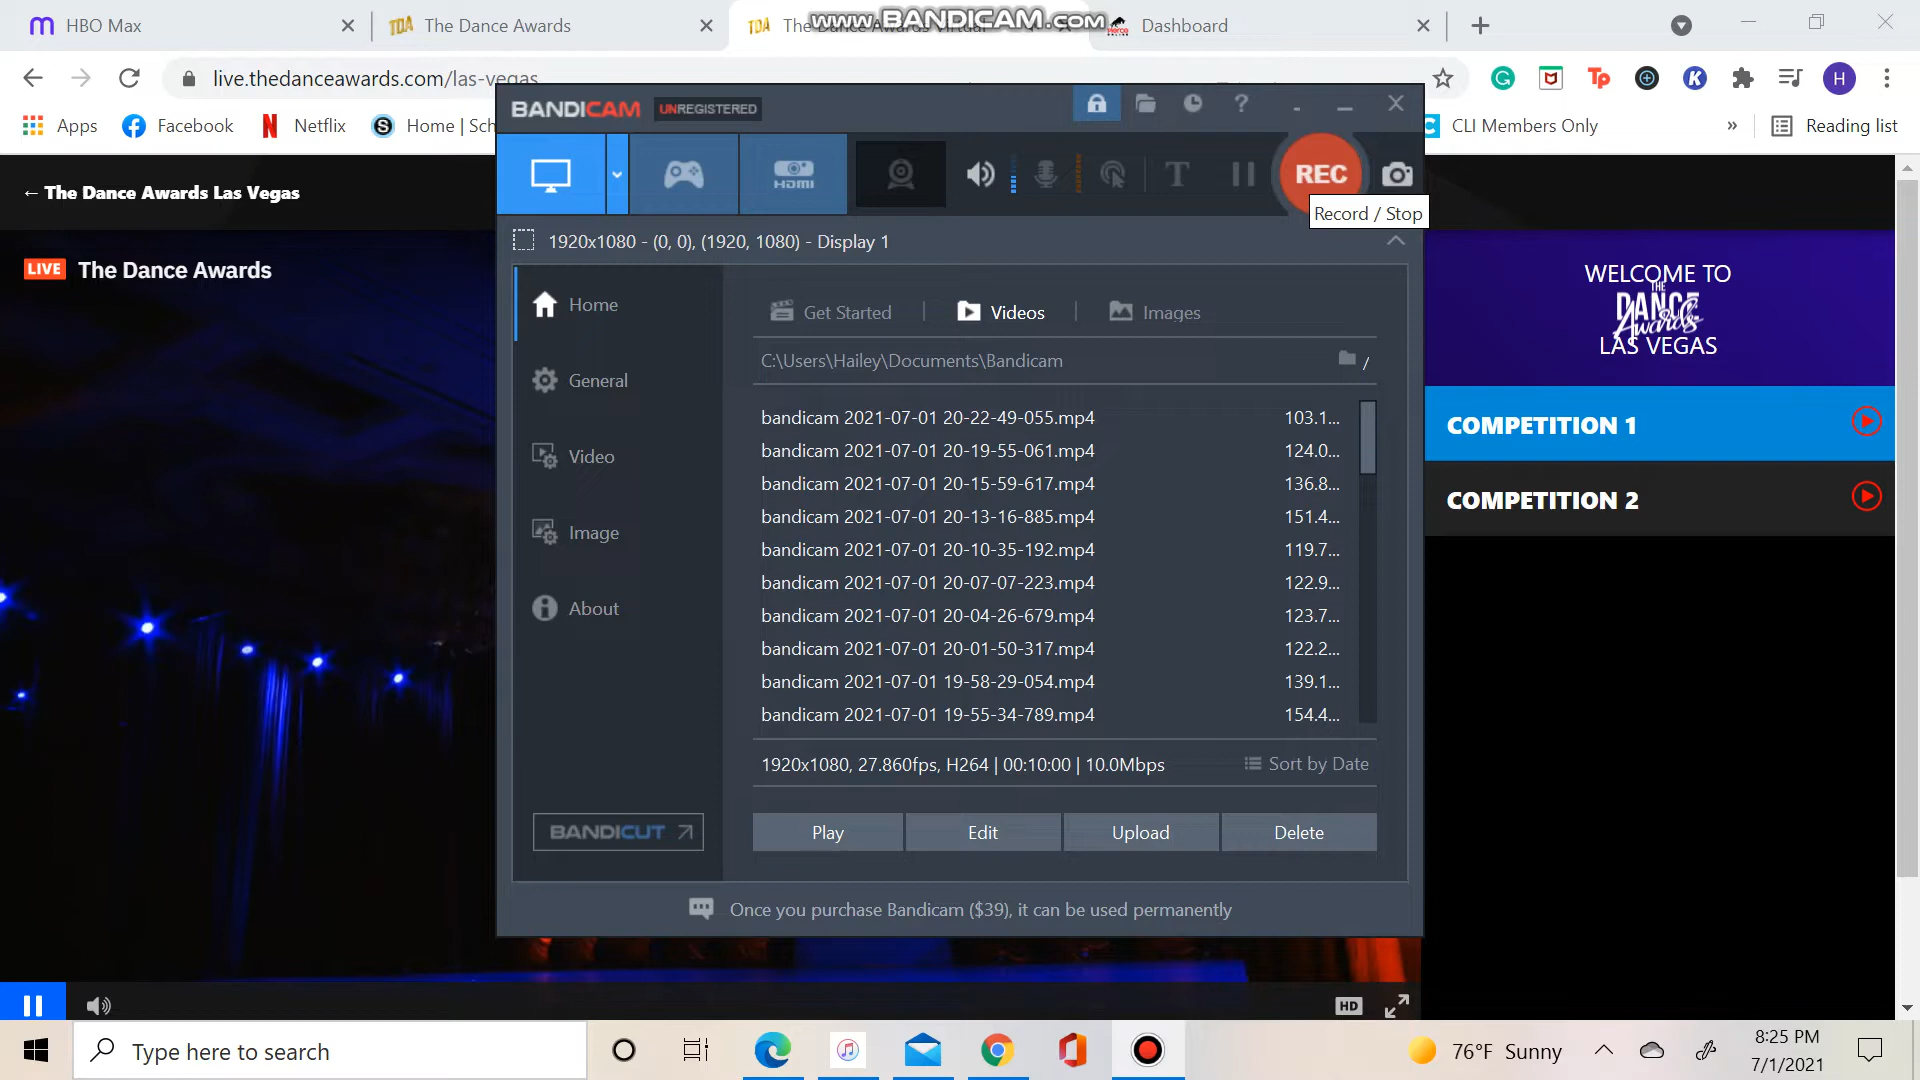 HBO Max
The Dance Awards
The Dance Awards Virtual
www.BANDICAM.com
Dashboard
live.thedanceawards.com/las-vegas
H
Apps
Facebook
Netflix
Home | Sch
CLI Members Only
»
Reading list
← The Dance Awards Las Vegas
LIVE The Dance Awards
BANDICAM UNREGISTERED
HDMI
REC
Record / Stop
1920x1080 - (0, 0), (1920, 1080) - Display 1
Home
General
Video
Image
About
BANDICUT
Get Started
Videos
Images
C:\Users\Hailey\Documents\Bandicam
bandicam 2021-07-01 20-22-49-055.mp4 103.1...
bandicam 2021-07-01 20-19-55-061.mp4 124.0...
bandicam 2021-07-01 20-15-59-617.mp4 136.8...
bandicam 2021-07-01 20-13-16-885.mp4 151.4...
bandicam 2021-07-01 20-10-35-192.mp4 119.7...
bandicam 2021-07-01 20-07-07-223.mp4 122.9...
bandicam 2021-07-01 20-04-26-679.mp4 123.7...
bandicam 2021-07-01 20-01-50-317.mp4 122.2...
bandicam 2021-07-01 19-58-29-054.mp4 139.1...
bandicam 2021-07-01 19-55-34-789.mp4 154.4...
1920x1080, 27.860fps, H264 | 00:10:00 | 10.0Mbps
Sort by Date
Play
Edit
Upload
Delete
Once you purchase Bandicam ($39), it can be used permanently
WELCOME TO
THE DANCE Awards
LAS VEGAS
COMPETITION 1
COMPETITION 2
HD
Type here to search
76°F Sunny
8:25 PM
7/1/2021